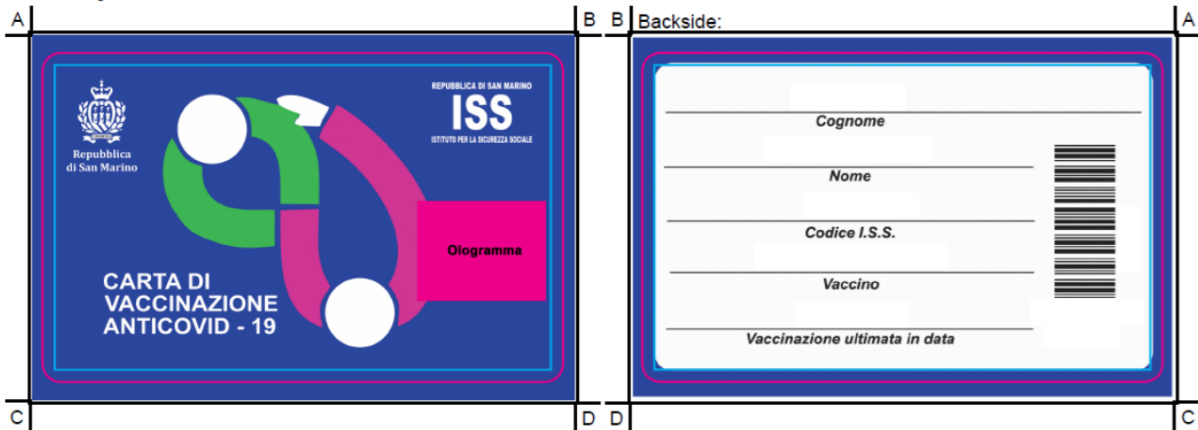 A
B
B
Backside:
A
Repubblica
di San Marino
REPUBBLICA DI SAN MARINO
ISS
ISTITUTO PER LA SICUREZZA SOCIALE
Ologramma
CARTA DI
VACCINAZIONE
ANTICOVID - 19
Cognome
Nome
Codice I.S.S.
Vaccino
Vaccinazione ultimata in data
C
D
D
C